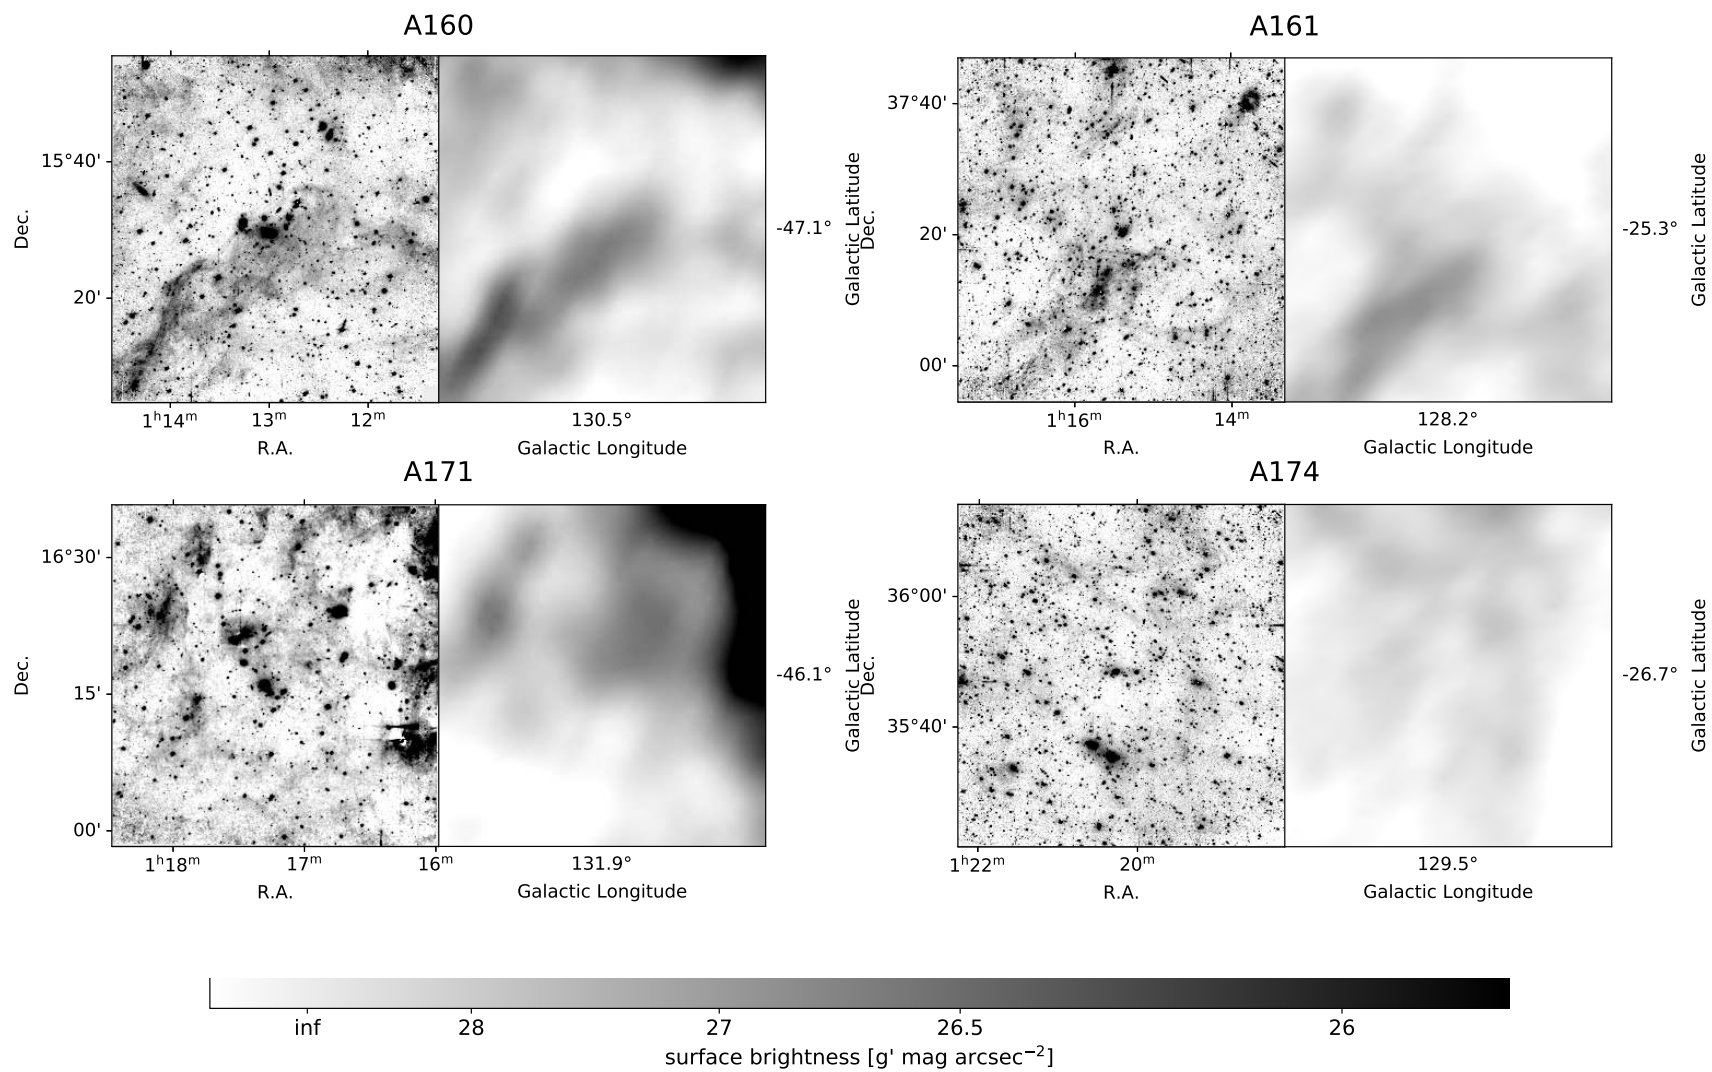 A160
A161
Dec.
15°40'
20'
1ʰ14ᵐ
13ᵐ
12ᵐ
R.A.
130.5°
Galactic Longitude
-47.1°
Galactic Latitude
Dec.
37°40'
20'
00'
1ʰ16ᵐ
14ᵐ
R.A.
128.2°
Galactic Longitude
-25.3°
Galactic Latitude
A171
A174
Dec.
16°30'
15'
00'
1ʰ18ᵐ
17ᵐ
16ᵐ
R.A.
131.9°
Galactic Longitude
-46.1°
Galactic Latitude
Dec.
36°00'
35°40'
1ʰ22ᵐ
20ᵐ
R.A.
129.5°
Galactic Longitude
-26.7°
Galactic Latitude
inf
28
27
26.5
26
surface brightness [g' mag arcsec⁻²]